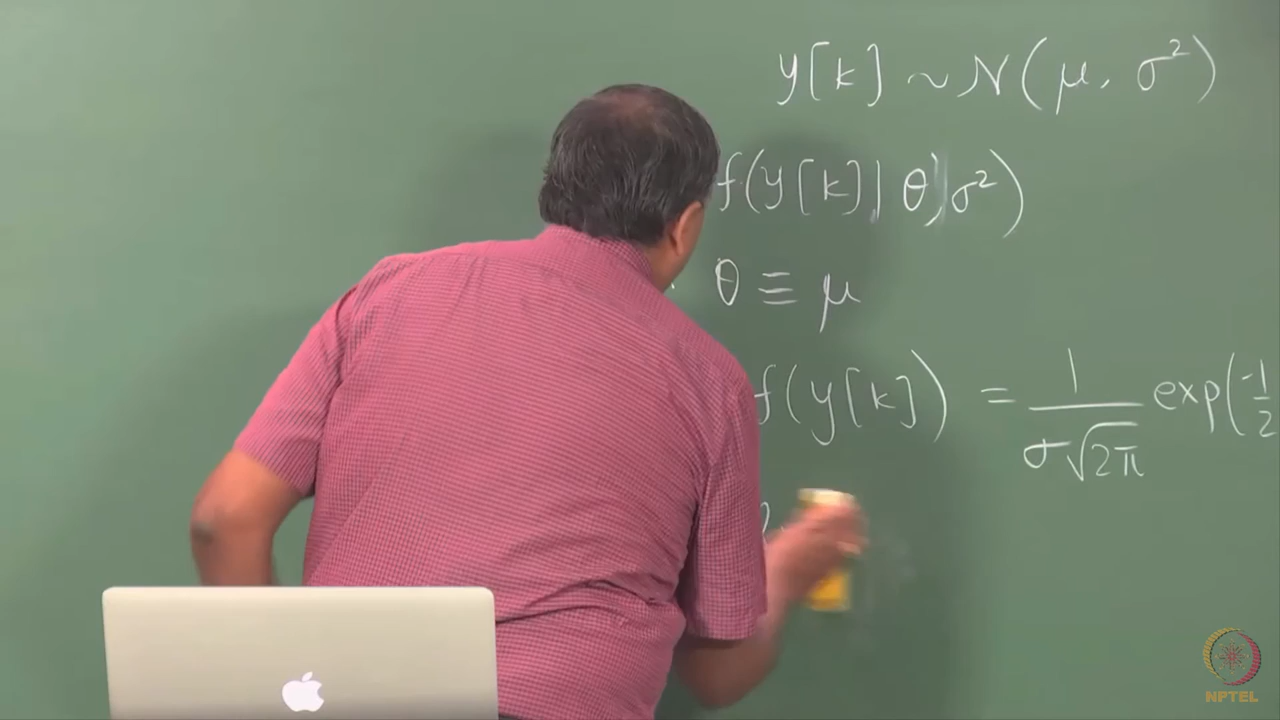 y[k] ~ N(μ, σ²)
f(y[k] | θ, σ²)
θ ≡ μ
f(y[k]) = 1/(σ√2π) exp(-1/2
NPTEL